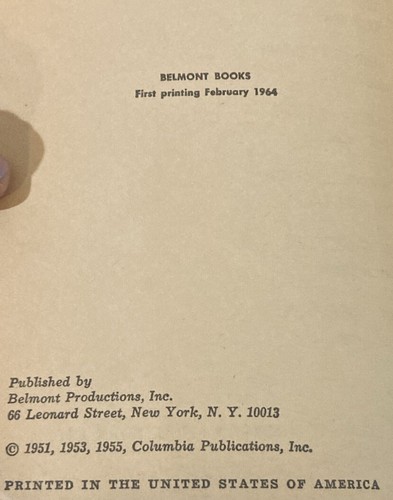 BELMONT BOOKS
First printing February 1964
Published by
Belmont Productions, Inc.
66 Leonard Street, New York, N. Y. 10013
© 1951, 1953, 1955, Columbia Publications, Inc.
PRINTED IN THE UNITED STATES OF AMERICA